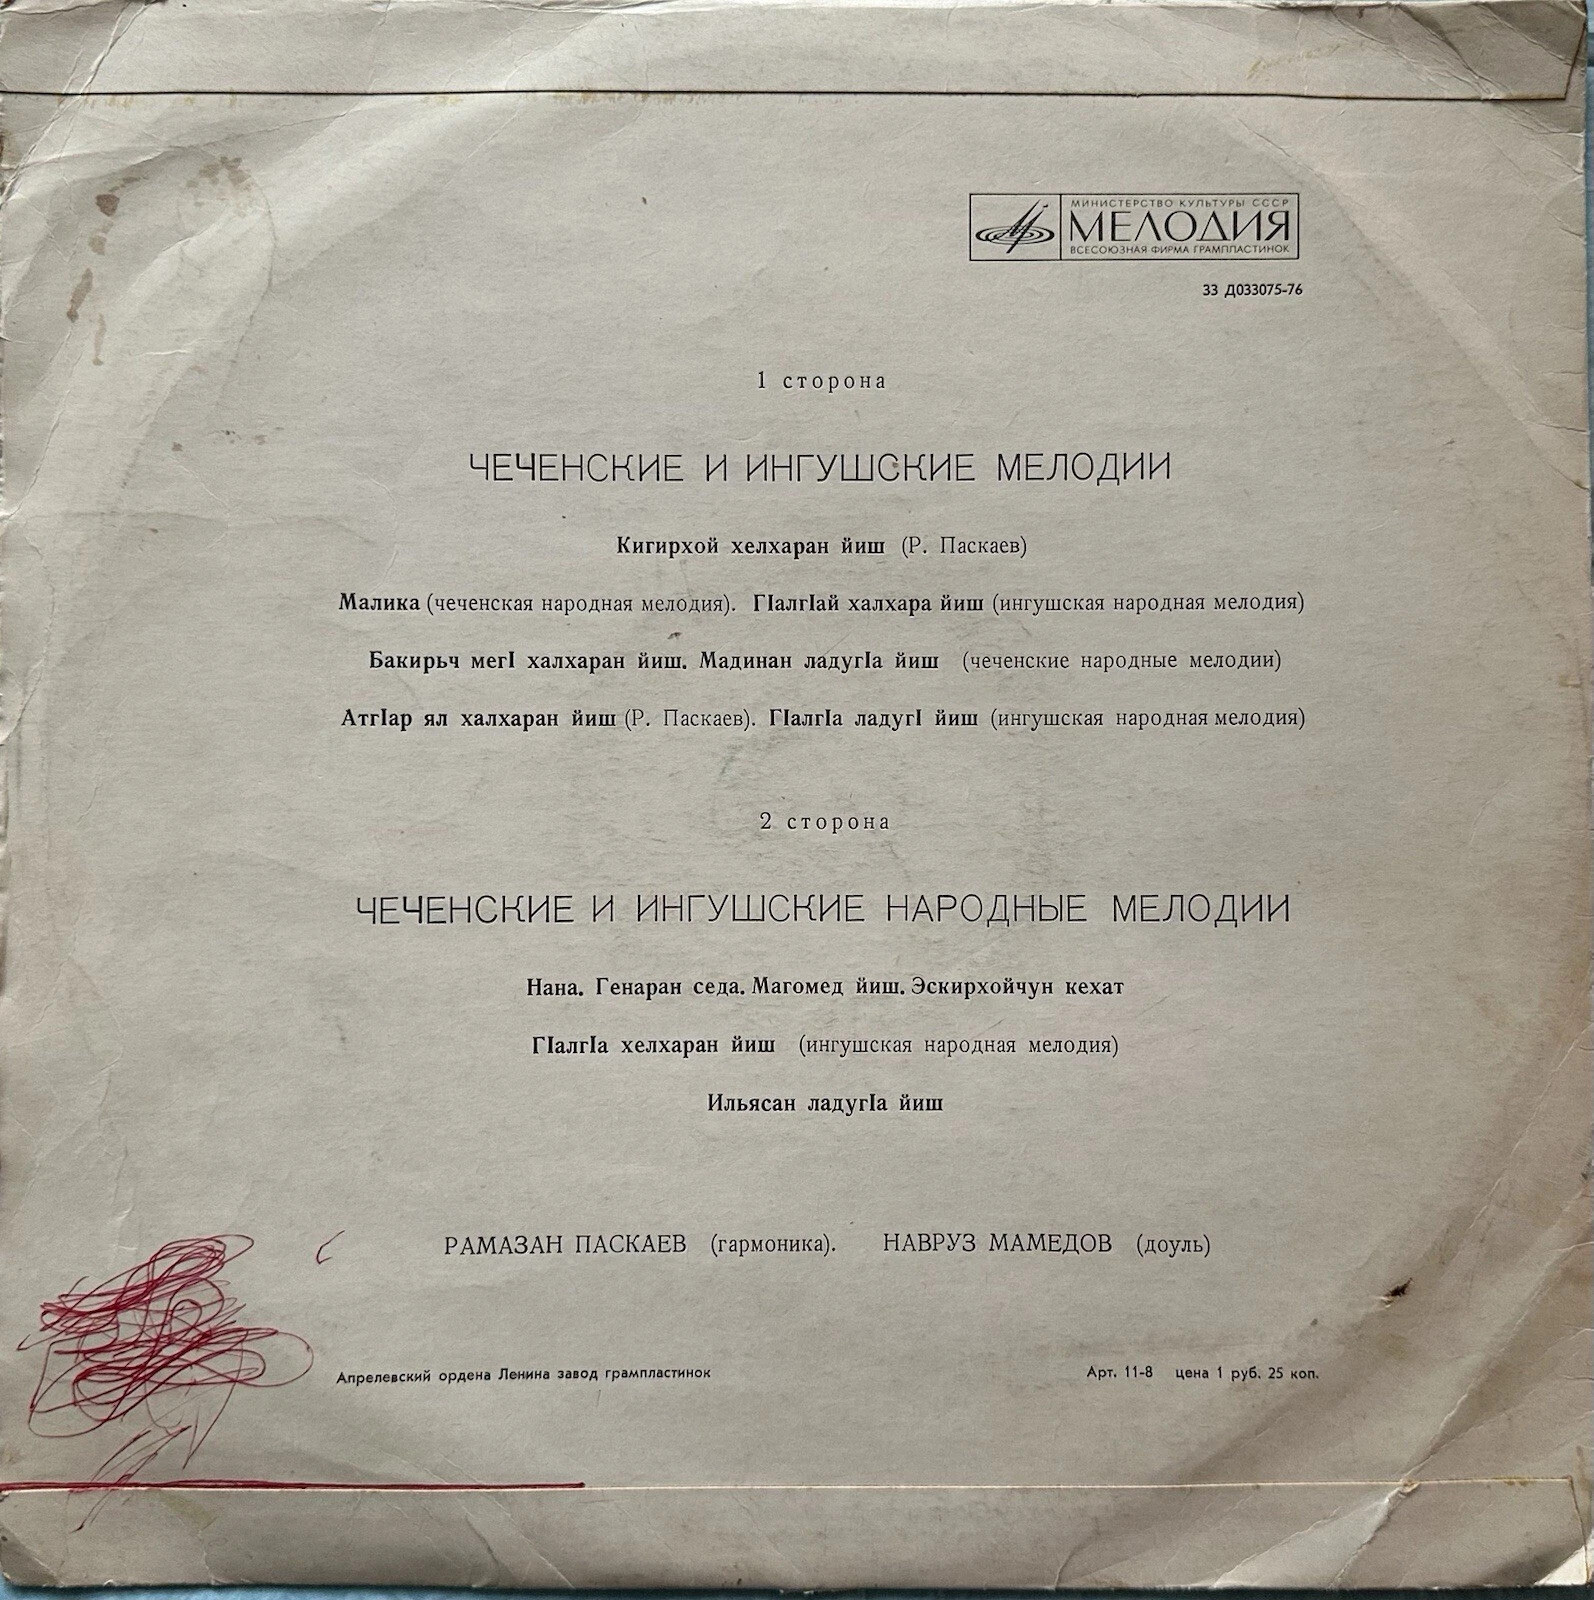 МИНИСТЕРСТВО КУЛЬТУРЫ СССР
МЕЛОДИЯ
ВСЕСОЮЗНАЯ ФИРМА ГРАМПЛАСТИНОК
33 Д033075-76
1 сторона
ЧЕЧЕНСКИЕ И ИНГУШСКИЕ МЕЛОДИИ
Кигирхой хелхаран йиш (Р. Паскаев)
Малика (чеченская народная мелодия). ГIалгIай халхара йиш (ингушская народная мелодия)
Бакирьч мегI халхаран йиш. Мадинан ладугIа йиш (чеченские народные мелодии)
АтгIар ял халхаран йиш (Р. Паскаев). ГIалгIа ладугI йиш (ингушская народная мелодия)
2 сторона
ЧЕЧЕНСКИЕ И ИНГУШСКИЕ НАРОДНЫЕ МЕЛОДИИ
Нана. Генаран седа. Магомед йиш. Эскирхойчун кехат
ГIалгIа хелхаран йиш (ингушская народная мелодия)
Ильясан ладугIа йиш
РАМАЗАН ПАСКАЕВ (гармоника). НАВРУЗ МАМЕДОВ (доуль)
Апрелевский ордена Ленина завод грампластинок
Арт. 11-8 цена 1 руб. 25 коп.